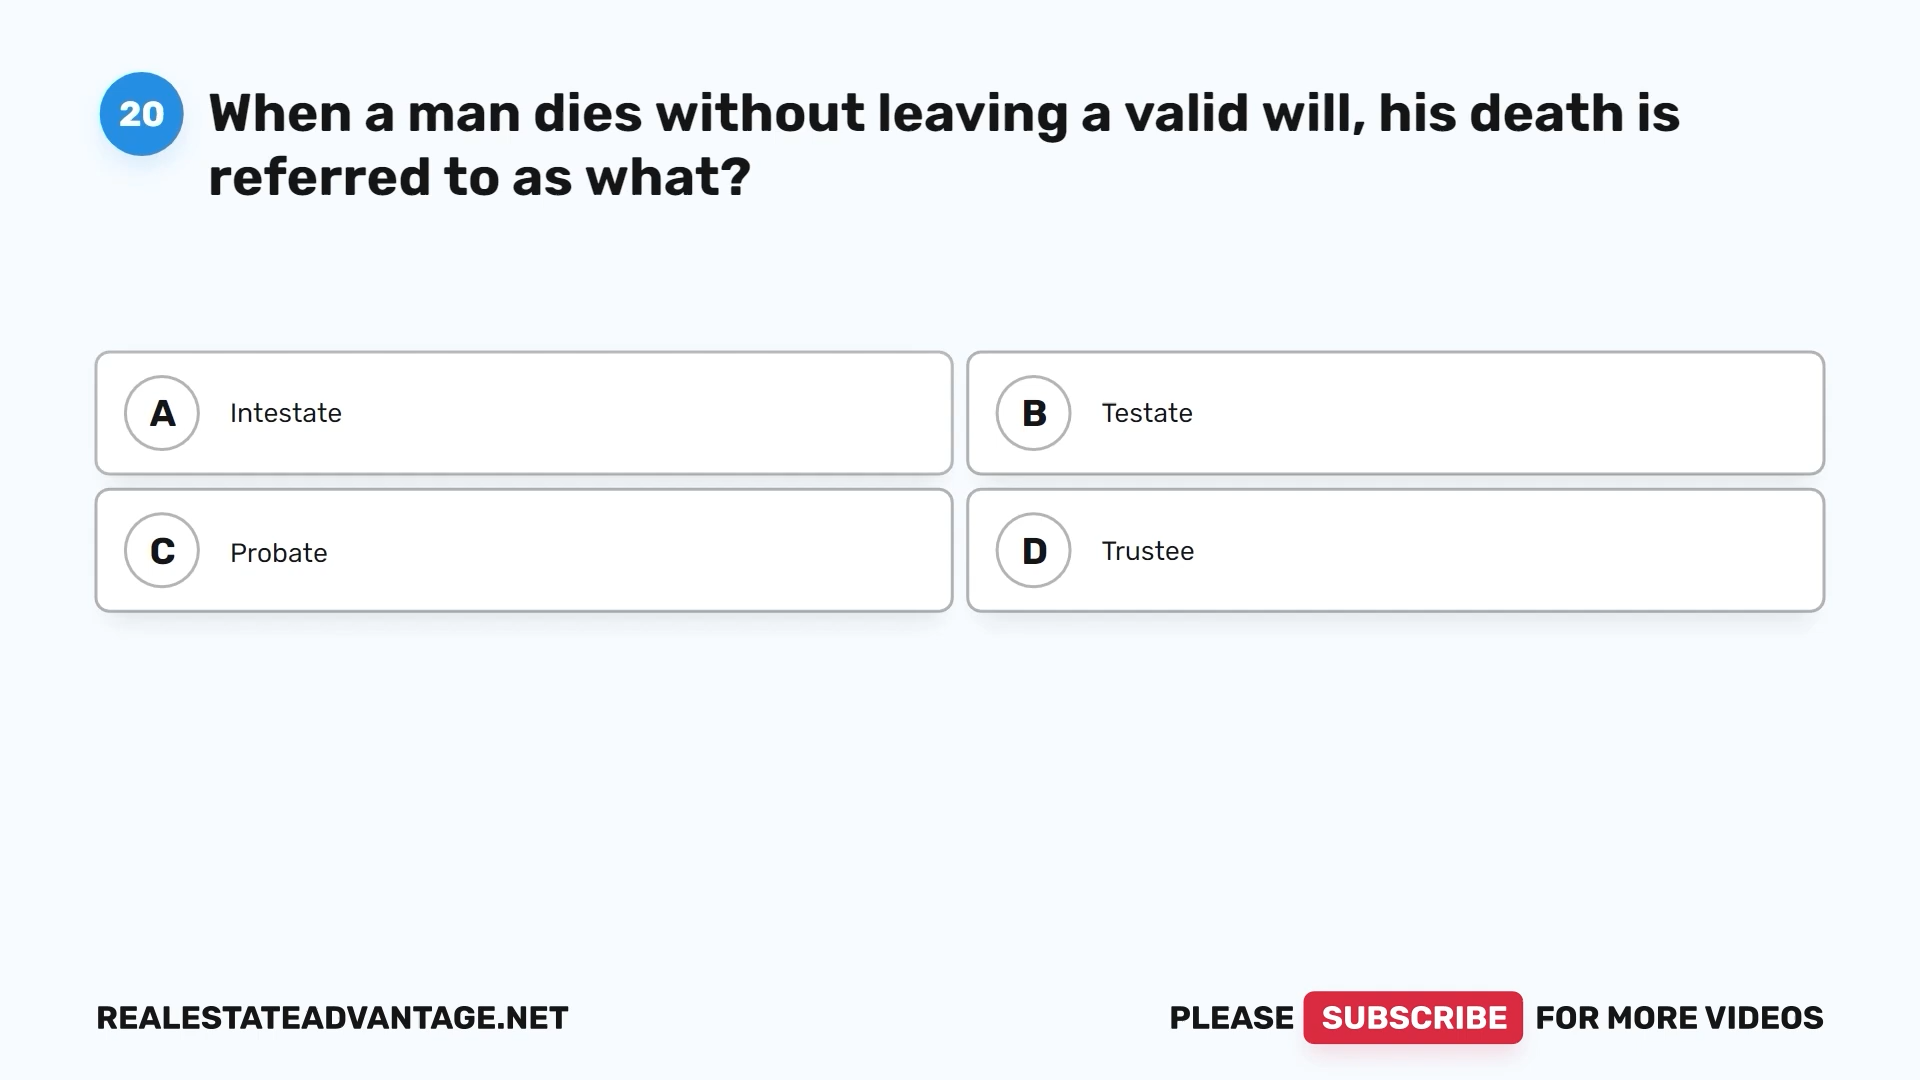 20
When a man dies without leaving a valid will, his death is
referred to as what?
A Intestate
B Testate
C Probate
D Trustee
REALESTATEADVANTAGE.NET
PLEASE SUBSCRIBE FOR MORE VIDEOS